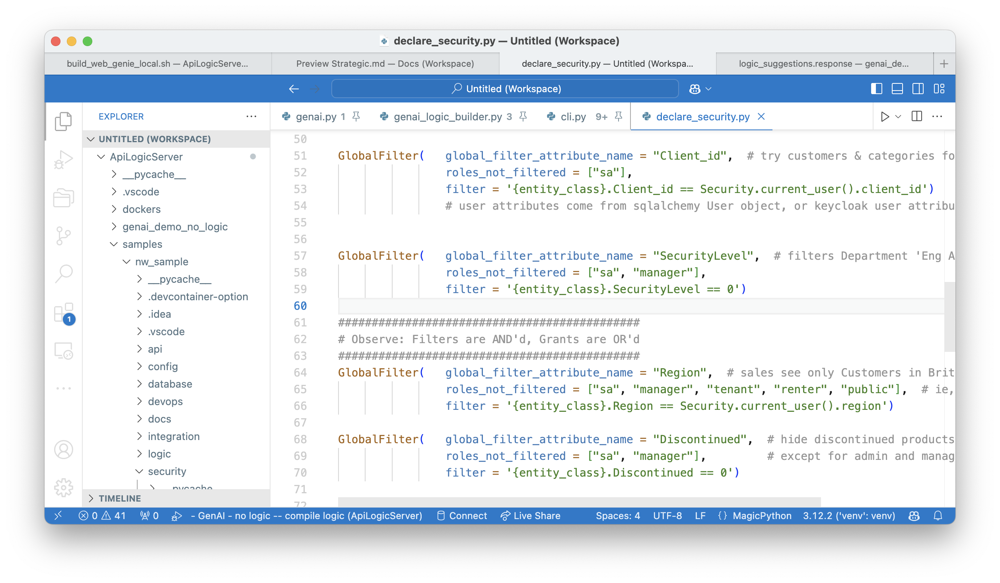 declare_security.py — Untitled (Workspace)
build_web_genie_local.sh — ApiLogicServe...
Preview Strategic.md — Docs (Workspace)
declare_security.py — Untitled (Workspa...
logic_suggestions.response — genai_de...
Untitled (Workspace)
EXPLORER
genai.py 1
genai_logic_builder.py 3
cli.py 9+
declare_security.py
UNTITLED (WORKSPACE)
ApiLogicServer
__pycache__
.vscode
dockers
genai_demo_no_logic
samples
nw_sample
__pycache__
.devcontainer-option
.idea
.vscode
api
config
database
devops
docs
integration
logic
security
pycache
TIMELINE
1
50
51 GlobalFilter(   global_filter_attribute_name = "Client_id",  # try customers & categories fo
52                 roles_not_filtered = ["sa"],
53                 filter = '{entity_class}.Client_id == Security.current_user().client_id')
54                 # user attributes come from sqlalchemy User object, or keycloak user attribu
55
56
57 GlobalFilter(   global_filter_attribute_name = "SecurityLevel",  # filters Department 'Eng A
58                 roles_not_filtered = ["sa", "manager"],
59                 filter = '{entity_class}.SecurityLevel == 0')
60
61 #############################################
62 # Observe: Filters are AND'd, Grants are OR'd
63 #############################################
64 GlobalFilter(   global_filter_attribute_name = "Region",  # sales see only Customers in Brit
65                 roles_not_filtered = ["sa", "manager", "tenant", "renter", "public"],  # ie,
66                 filter = '{entity_class}.Region == Security.current_user().region')
67
68 GlobalFilter(   global_filter_attribute_name = "Discontinued",  # hide discontinued products
69                 roles_not_filtered = ["sa", "manager"],         # except for admin and manag
70                 filter = '{entity_class}.Discontinued == 0')
71
72
0 41 0 - GenAI - no logic -- compile logic (ApiLogicServer) Connect Live Share Spaces: 4 UTF-8 LF {} MagicPython 3.12.2 ('venv': venv)